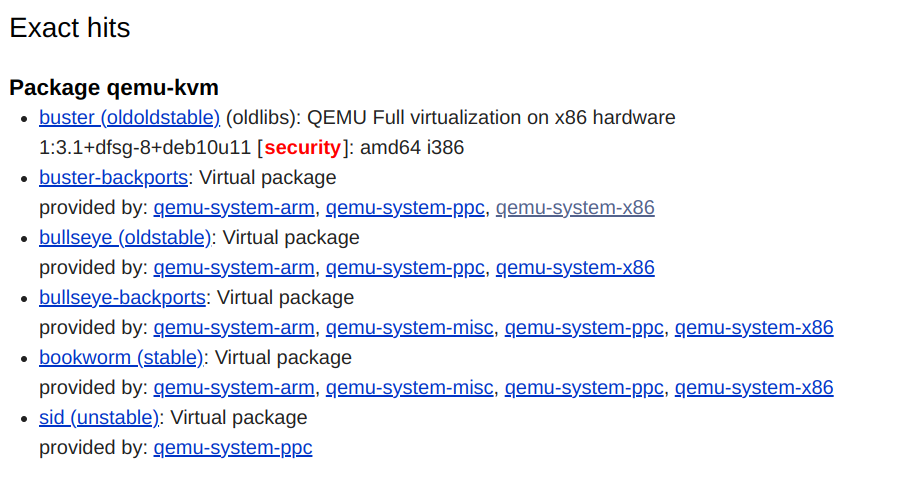 Exact hits
Package qemu-kvm
buster (oldoldstable) (oldlibs): QEMU Full virtualization on x86 hardware
1:3.1+dfsg-8+deb10u11 [security]: amd64 i386
buster-backports: Virtual package
provided by: qemu-system-arm, qemu-system-ppc, qemu-system-x86
bullseye (oldstable): Virtual package
provided by: qemu-system-arm, qemu-system-ppc, qemu-system-x86
bullseye-backports: Virtual package
provided by: qemu-system-arm, qemu-system-misc, qemu-system-ppc, qemu-system-x86
bookworm (stable): Virtual package
provided by: qemu-system-arm, qemu-system-misc, qemu-system-ppc, qemu-system-x86
sid (unstable): Virtual package
provided by: qemu-system-ppc